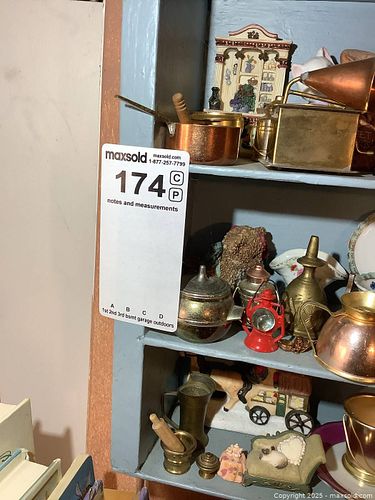 maxsold maxsold.com
1-877-257-7799
174 C
P
notes and measurements
A B C D
1st 2nd 3rd bsmt garage outdoors
Copyright 2025 - maxsold.com